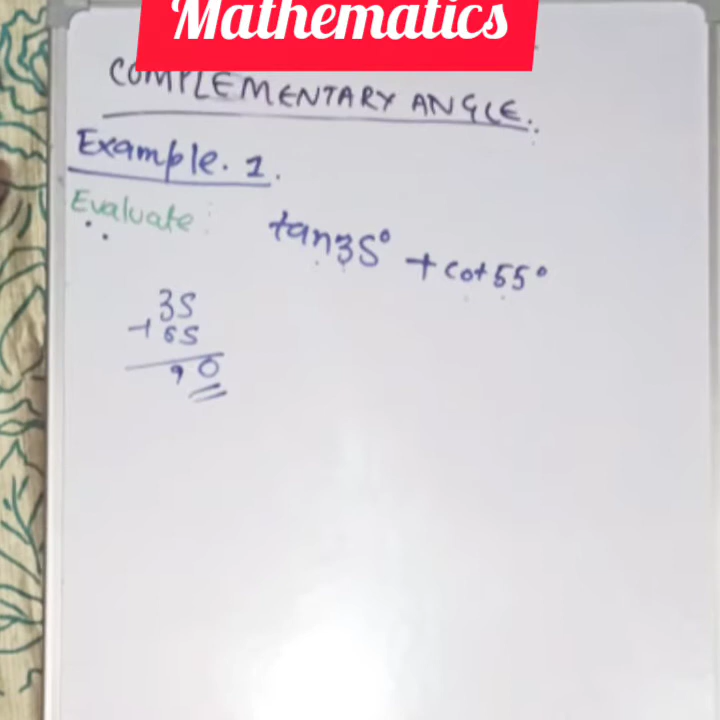 Mathematics
COMPLEMENTARY ANGLE.
Example. 1.
Evaluate: tan35° + cot55°
35
+ 55
90